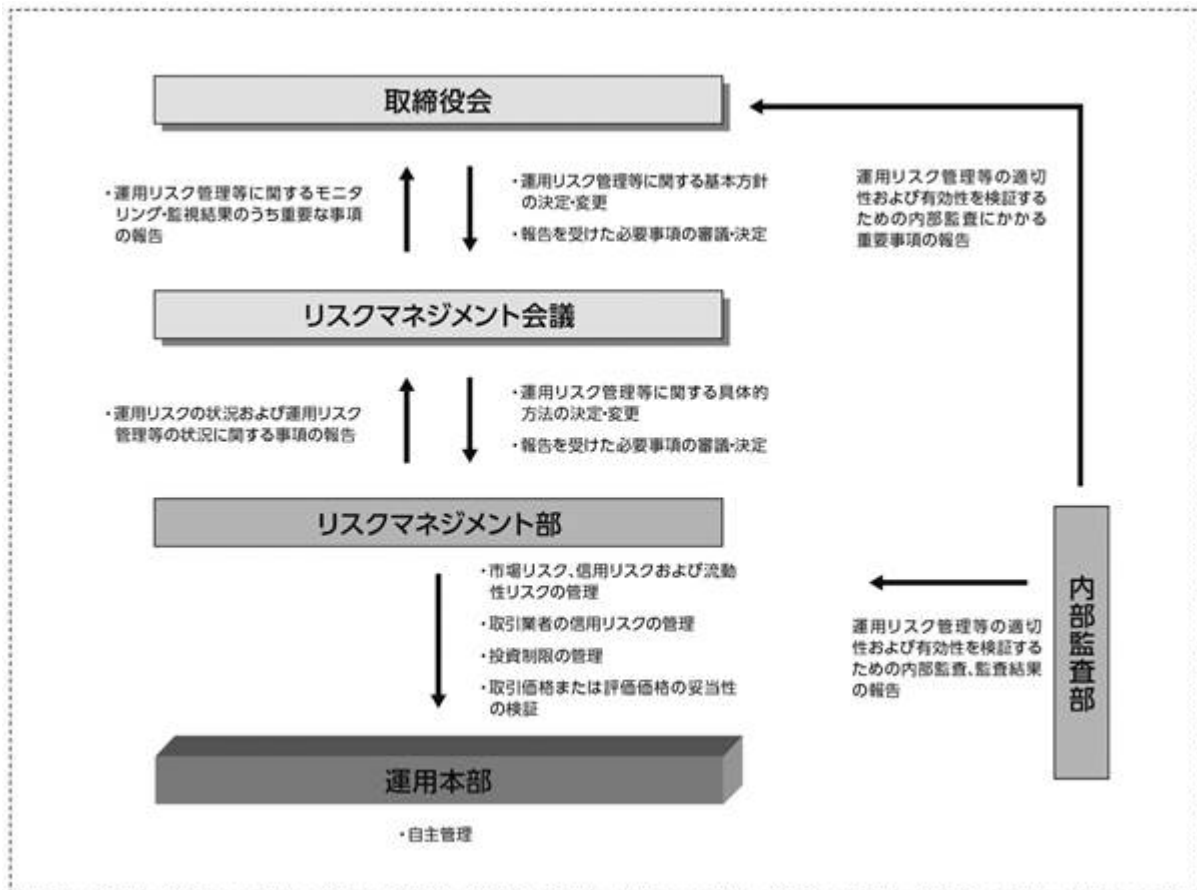 取締役会
・運用リスク管理等に関するモニタ
リング・監視結果のうち重要な事項
の報告
・運用リスク管理等に関する基本方針
の決定・変更
・報告を受けた必要事項の審議・決定
運用リスク管理等の適切
性および有効性を検証する
ための内部監査にかかる
重要事項の報告
リスクマネジメント会議
・運用リスクの状況および運用リスク
管理等の状況に関する事項の報告
・運用リスク管理等に関する具体的
方法の決定・変更
・報告を受けた必要事項の審議・決定
リスクマネジメント部
・市場リスク、信用リスクおよび流動
性リスクの管理
・取引業者の信用リスクの管理
・投資制限の管理
・取引価格または評価価格の妥当性
の検証
運用リスク管理等の適切
性および有効性を検証する
ための内部監査、監査結果
の報告
内部監査部
運用本部
・自主管理